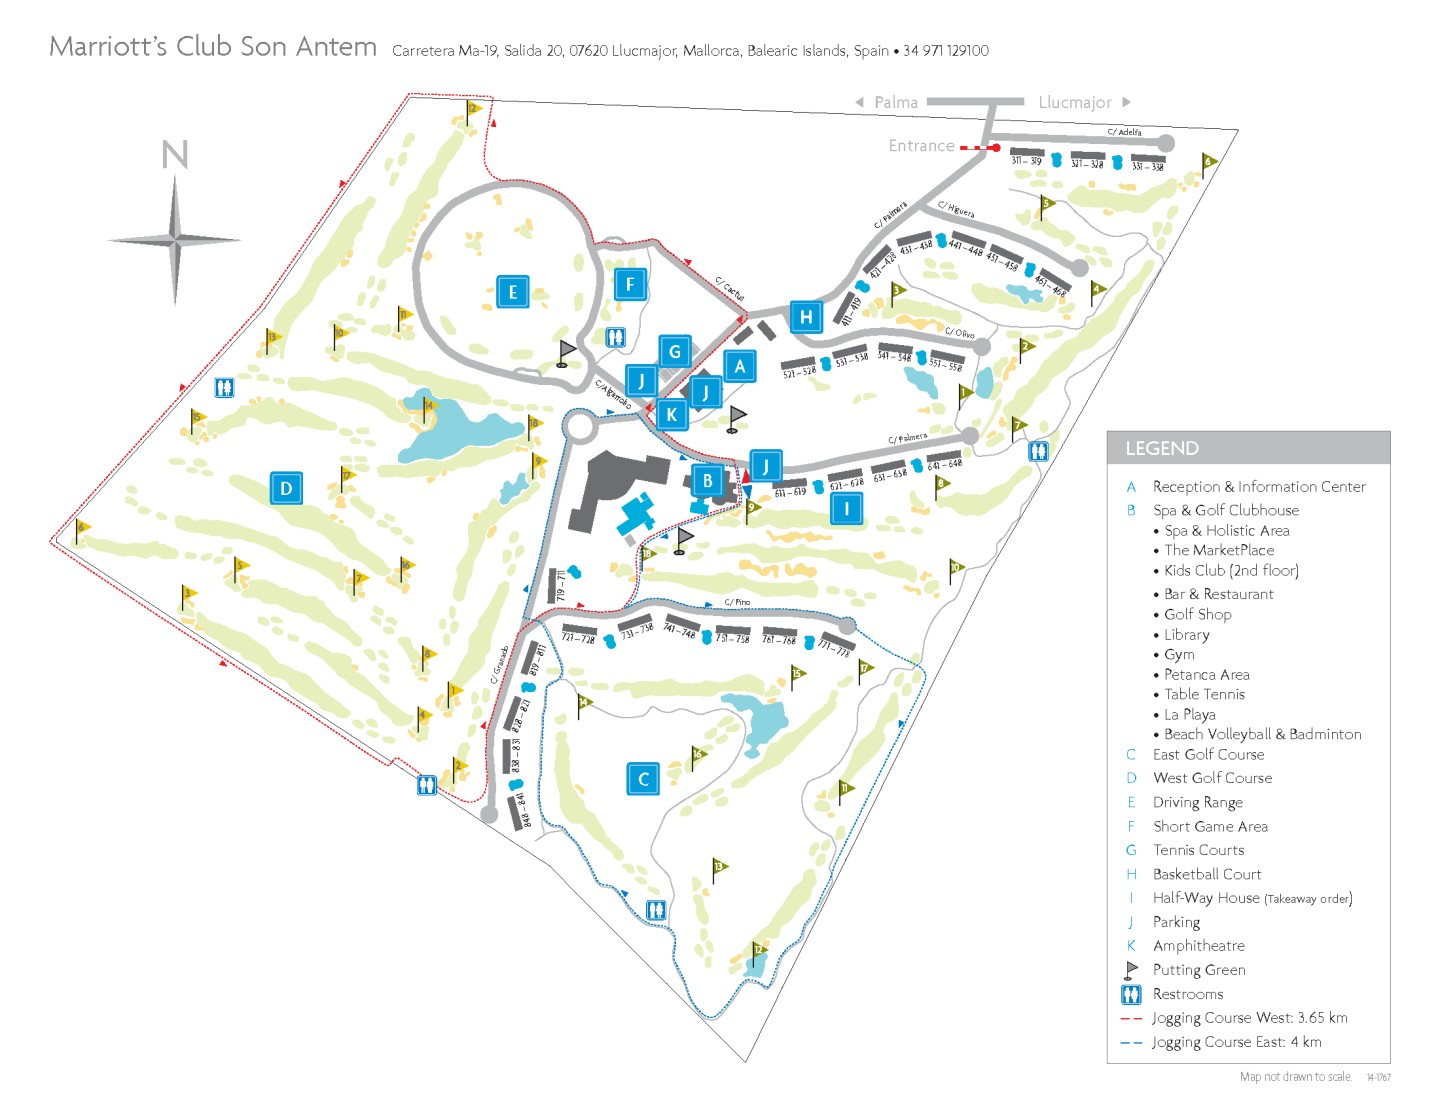 Marriott's Club Son Antem Carretera Ma-19, Salida 20, 07620 Llucmajor, Mallorca, Balearic Islands, Spain • 34 971 129100
N
Palma
Llucmajor
Entrance
C/ Adelfa
311–319
321–328
331–338
6
5
C/ Palmera
C/ Higuera
421–428
431–438
441–448
451–458
461–468
411–419
3
4
12
E
F
C/ Cactus
H
C/ Olivo
521–528
531–538
541–548
551–558
2
1
7
11
10
13
G
A
J
J
K
C/Algarrobo
14
15
18
9
17
D
C/ Palmera
J
B
611–619
621–628
631–638
641–648
I
8
9
18
10
6
5
7
16
3
8
1
4
2
719–711
C/ Pino
721–728
731–738
741–748
751–758
761–768
771–778
C/ Granado
819–811
828–821
838–831
848–841
15
17
14
16
C
11
13
12
LEGEND
A Reception & Information Center
B Spa & Golf Clubhouse
• Spa & Holistic Area
• The MarketPlace
• Kids Club (2nd floor)
• Bar & Restaurant
• Golf Shop
• Library
• Gym
• Petanca Area
• Table Tennis
• La Playa
• Beach Volleyball & Badminton
C East Golf Course
D West Golf Course
E Driving Range
F Short Game Area
G Tennis Courts
H Basketball Court
I Half-Way House (Takeaway order)
J Parking
K Amphitheatre
Putting Green
Restrooms
Jogging Course West: 3.65 km
Jogging Course East: 4 km
Map not drawn to scale. 14-1767